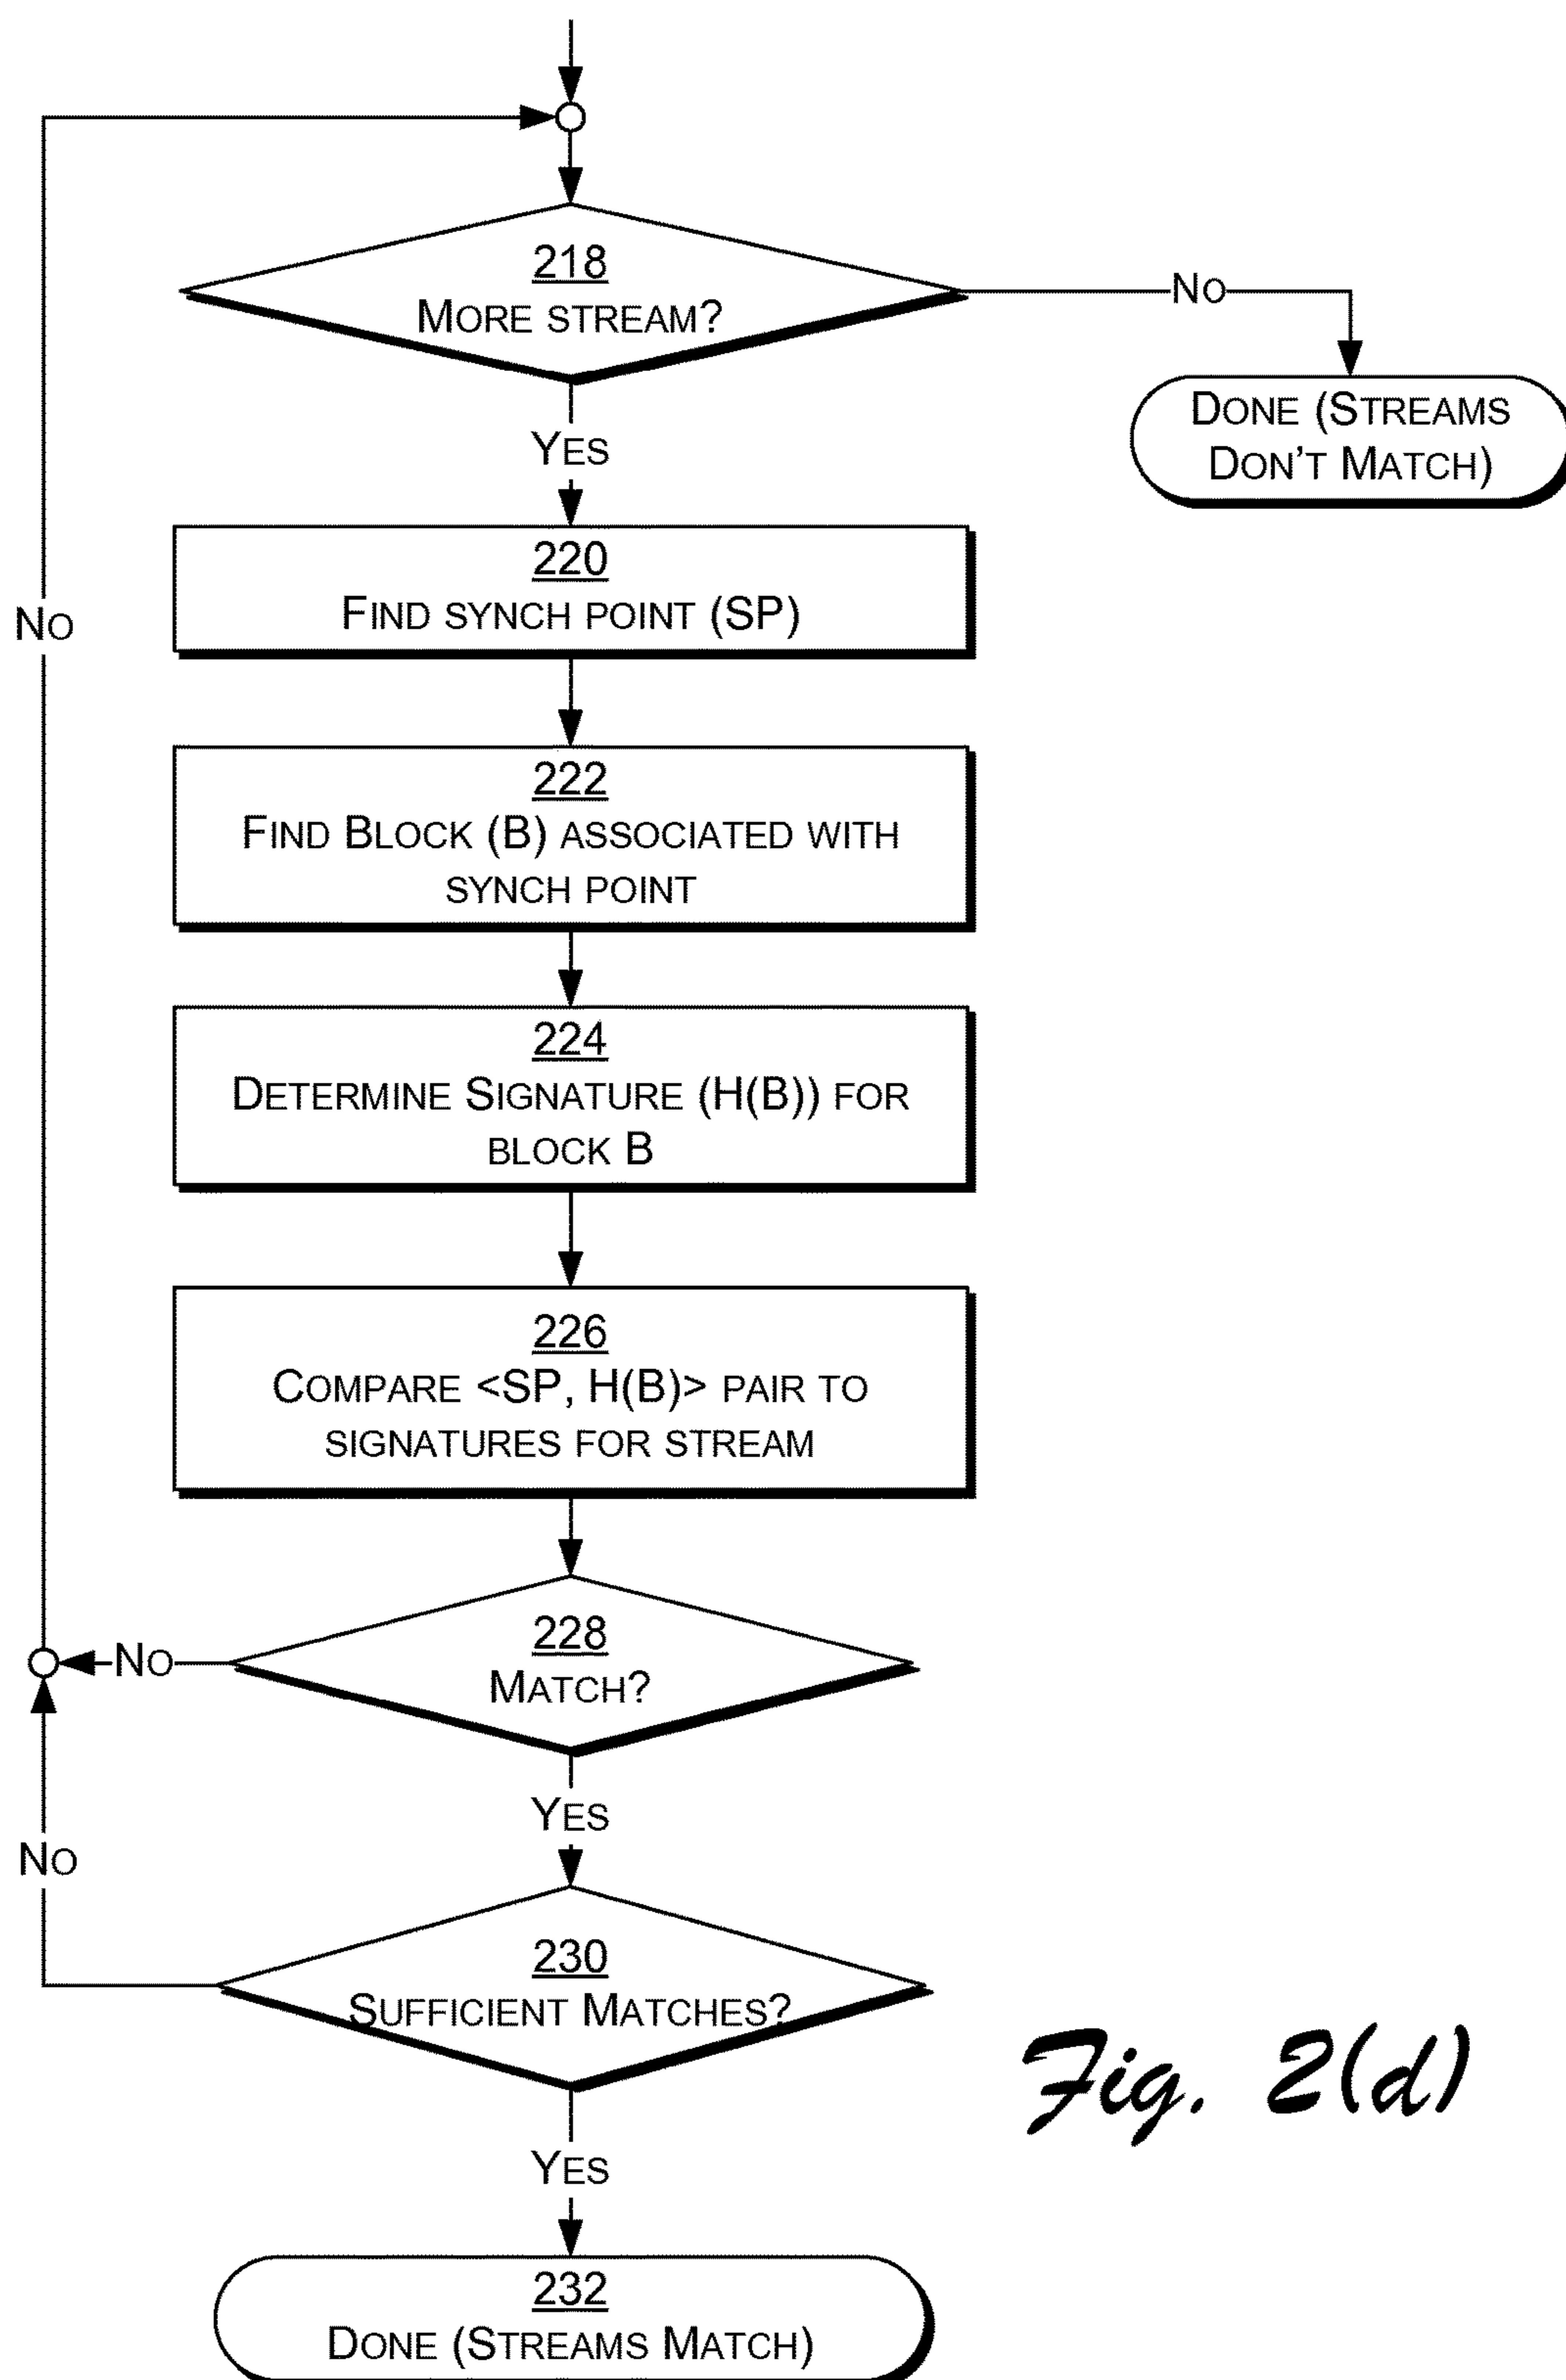 218
MORE STREAM?
NO
DONE (STREAMS
DON'T MATCH)
YES
220
FIND SYNCH POINT (SP)
NO
222
FIND BLOCK (B) ASSOCIATED WITH
SYNCH POINT
224
DETERMINE SIGNATURE (H(B)) FOR
BLOCK B
226
COMPARE <SP, H(B)> PAIR TO
SIGNATURES FOR STREAM
228
MATCH?
NO
YES
NO
230
SUFFICIENT MATCHES?
YES
232
DONE (STREAMS MATCH)
Fig. 2(d)